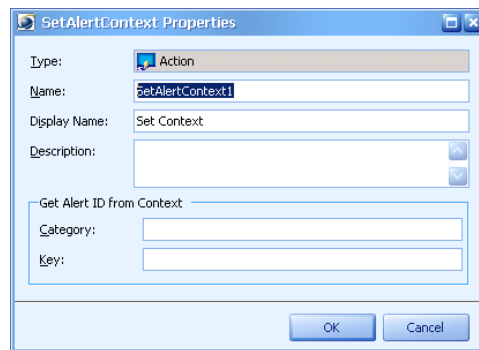 SetAlertContext Properties
Type: Action
Name: SetAlertContext1
Display Name: Set Context
Description:
Get Alert ID from Context
Category:
Key:
OK Cancel